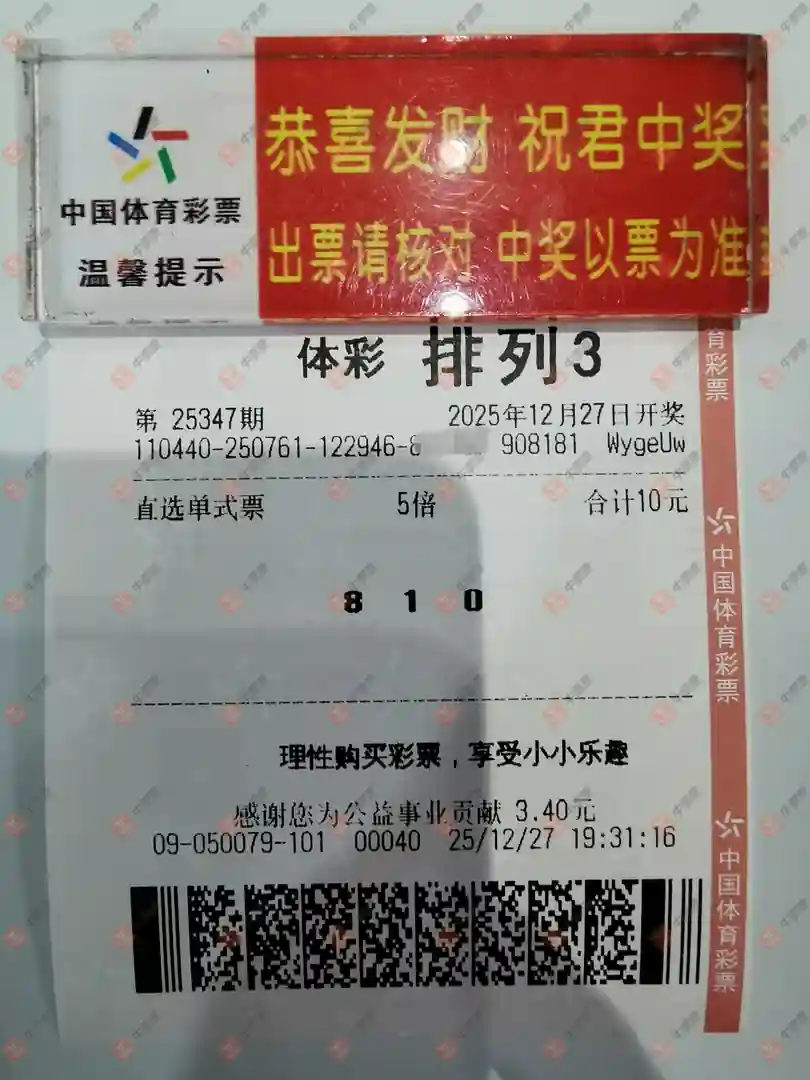 恭喜发财 祝君中奖
中国体育彩票
温馨提示
出票请核对 中奖以票为准
体彩 排列3
第 25347期 2025年12月27日开奖
110440-250761-122946-8 908181 WygeUw
直选单式票 5倍 合计10元
8 1 0
理性购买彩票，享受小小乐趣
感谢您为公益事业贡献 3.40元
09-050079-101 00040 25/12/27 19:31:16
育彩票
中国体育彩票
中国体育彩票